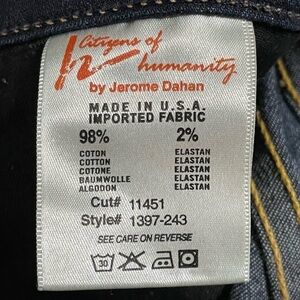 Citizens of
humanity
by Jerome Dahan
MADE IN U.S.A.
IMPORTED FABRIC
98% 2%
COTON ELASTAN
COTTON ELASTAN
COTONE ELASTAN
BAUMWOLLE ELASTAN
ALGODON ELASTAN
Cut# 11451
Style# 1397-243
SEE CARE ON REVERSE
30